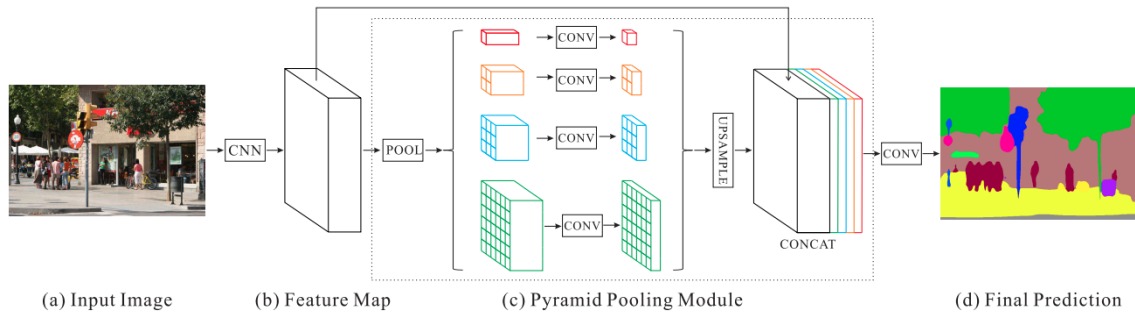 CNN
POOL
CONV
CONV
CONV
CONV
UPSAMPLE
CONCAT
CONV
(a) Input Image
(b) Feature Map
(c) Pyramid Pooling Module
(d) Final Prediction